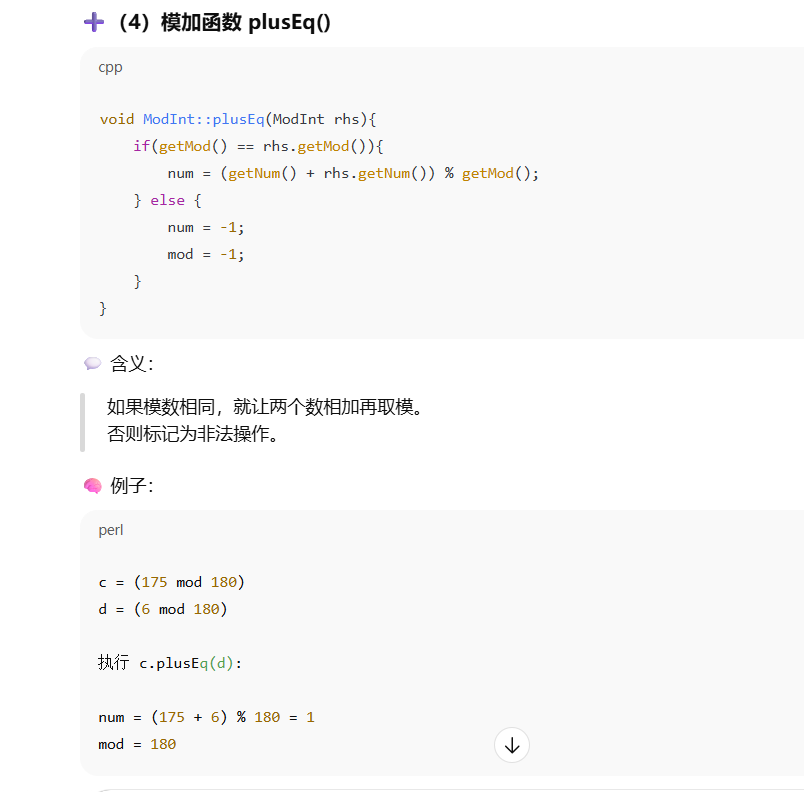 ➕（4）模加函数 plusEq()
cpp
void ModInt::plusEq(ModInt rhs){
    if(getMod() == rhs.getMod()){
        num = (getNum() + rhs.getNum()) % getMod();
    } else {
        num = -1;
        mod = -1;
    }
}
💬 含义：
如果模数相同，就让两个数相加再取模。
否则标记为非法操作。
🧠 例子：
perl
c = (175 mod 180)
d = (6 mod 180)
执行 c.plusEq(d):
num = (175 + 6) % 180 = 1
mod = 180